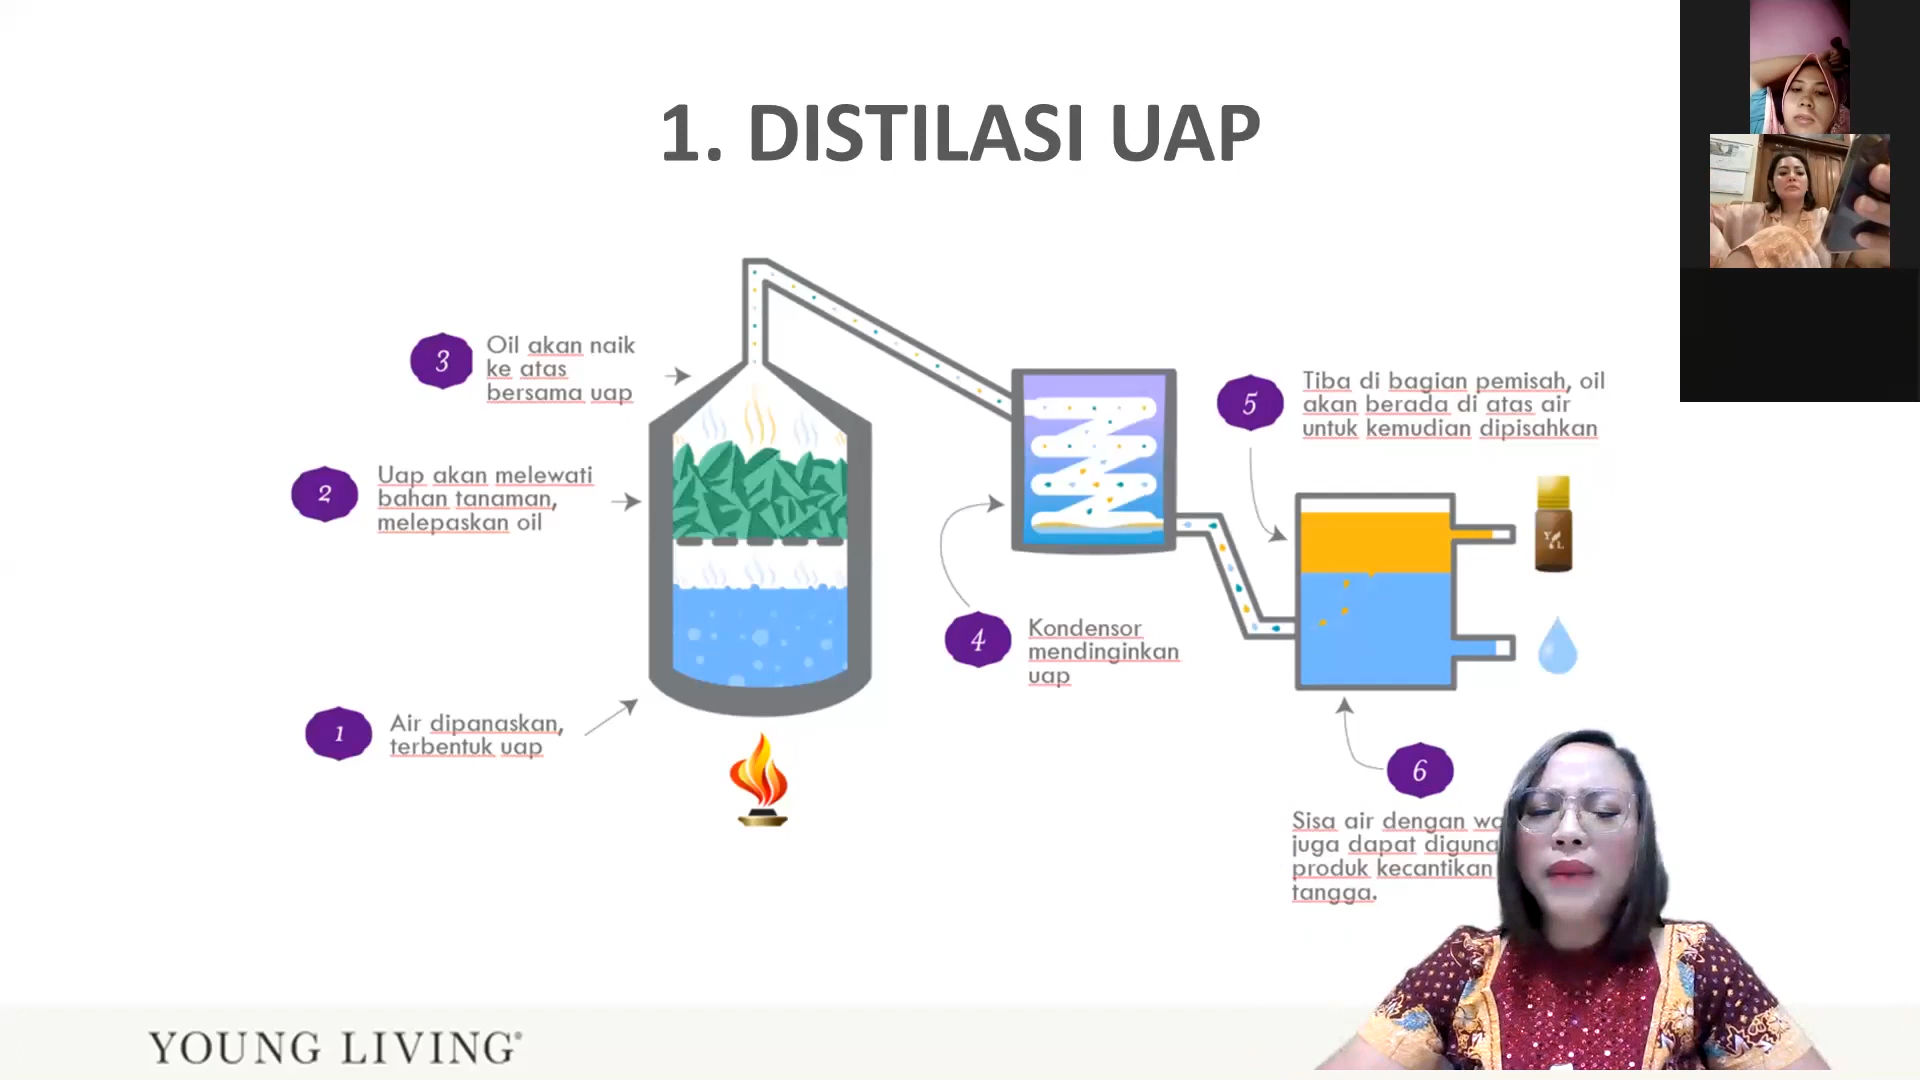 1. DISTILASI UAP
3
Oil akan naik
ke atas
bersama uap
2
Uap akan melewati
bahan tanaman,
melepaskan oil
1
Air dipanaskan,
terbentuk uap
4
Kondensor
mendinginkan
uap
5
Tiba di bagian pemisah, oil
akan berada di atas air
untuk kemudian dipisahkan
Y L
6
Sisa air dengan
juga dapat
produk kecantikan
tangga.
YOUNG LIVING®